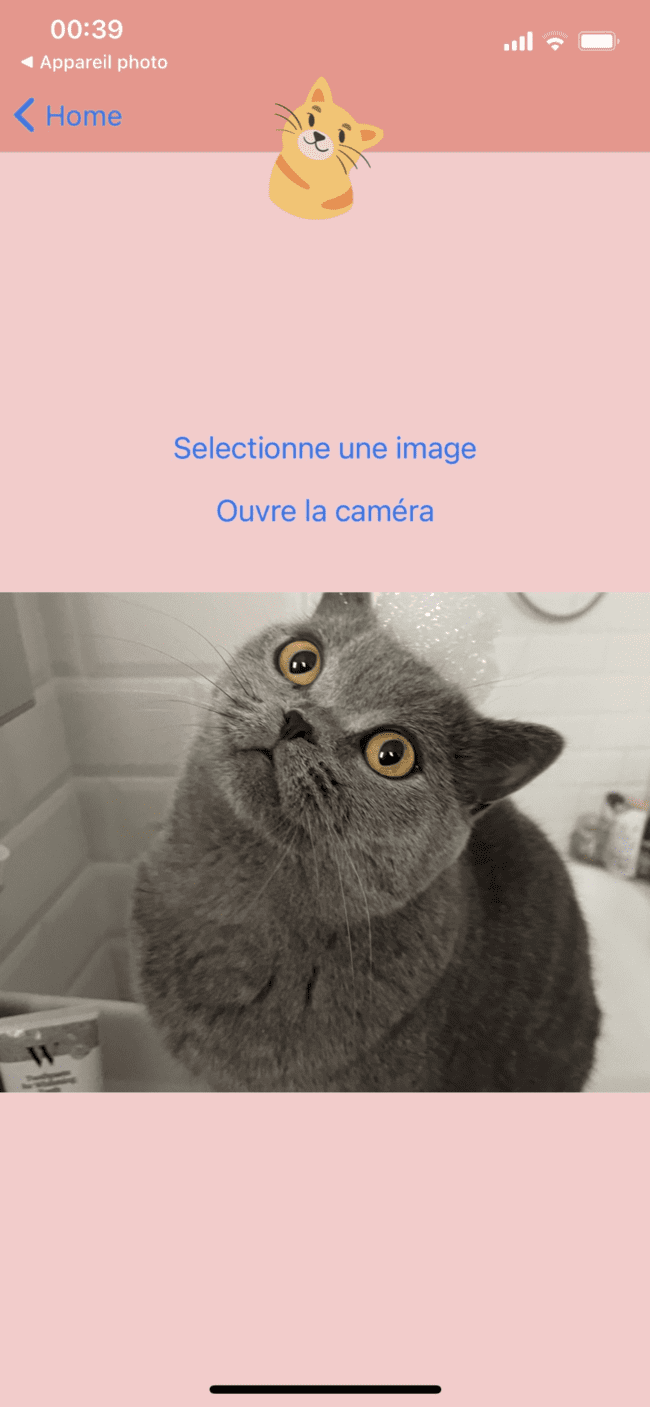 00:39
◀ Appareil photo
Home
Selectionne une image
Ouvre la caméra
W